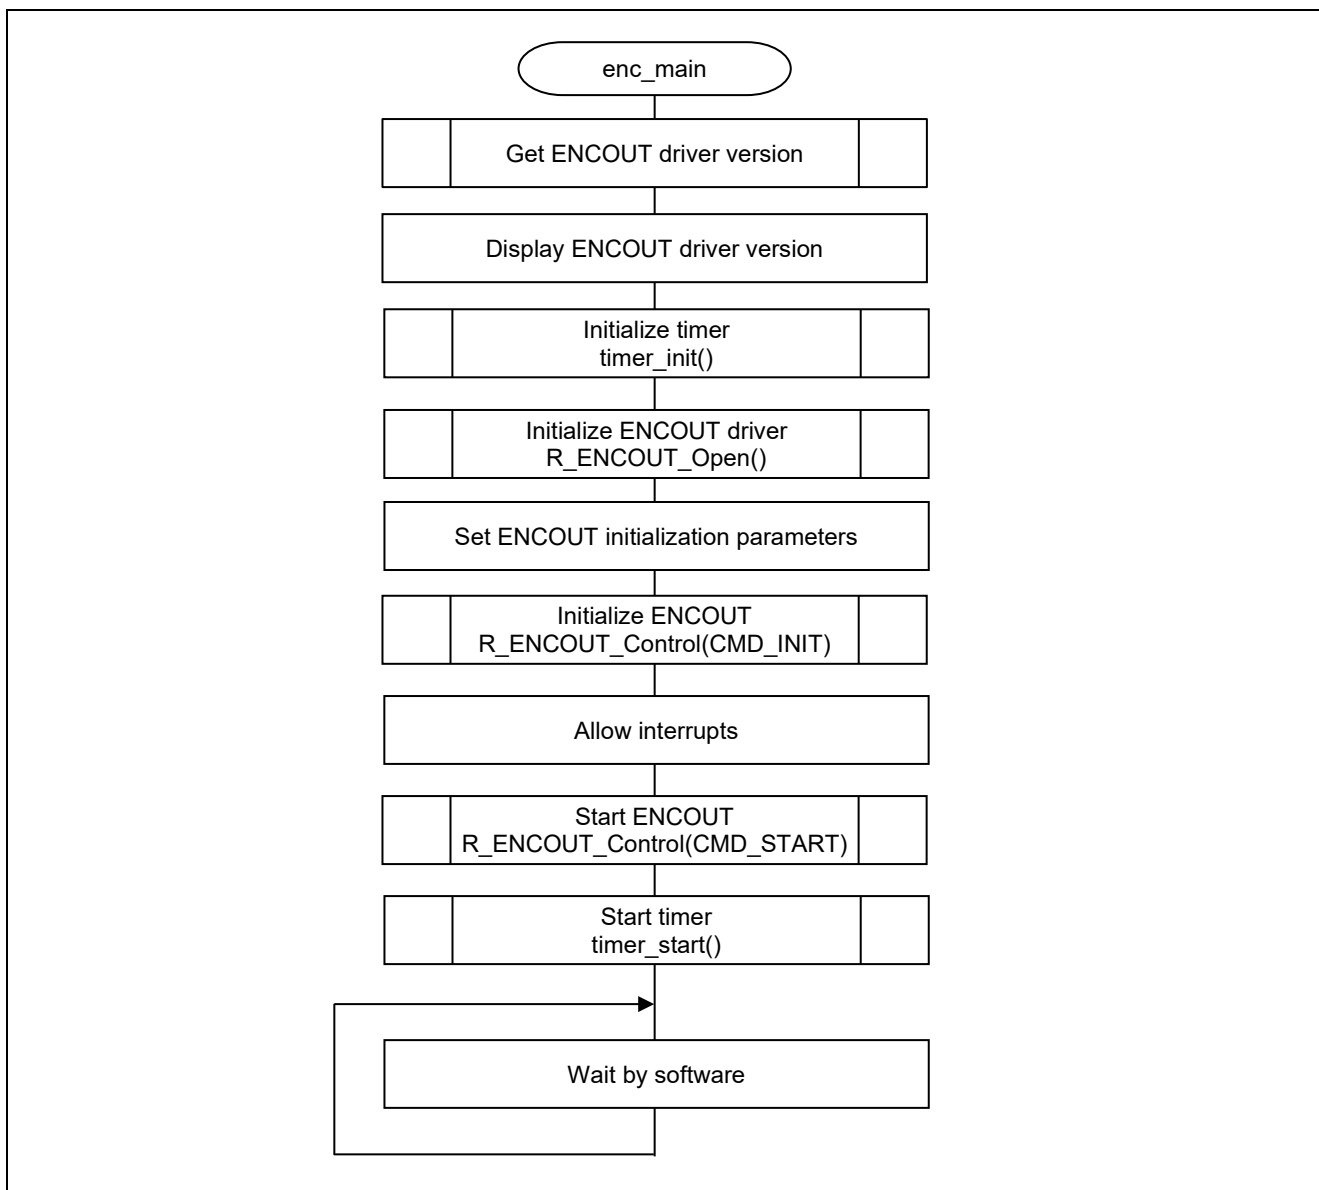 enc_main
Get ENCOUT driver version
Display ENCOUT driver version
Initialize timer
timer_init()
Initialize ENCOUT driver
R_ENCOUT_Open()
Set ENCOUT initialization parameters
Initialize ENCOUT
R_ENCOUT_Control(CMD_INIT)
Allow interrupts
Start ENCOUT
R_ENCOUT_Control(CMD_START)
Start timer
timer_start()
Wait by software